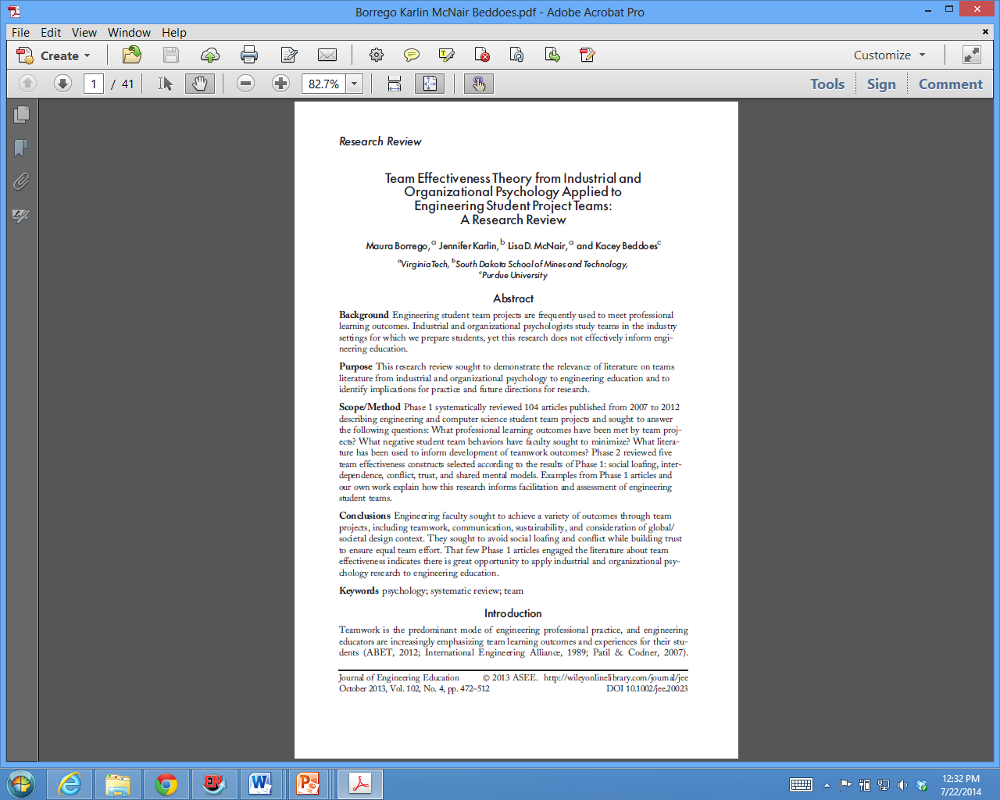 Borrego Karlin McNair Beddoes.pdf - Adobe Acrobat Pro
File Edit View Window Help
Create
Customize
1 / 41
82.7%
Tools Sign Comment
Research Review
Team Effectiveness Theory from Industrial and
Organizational Psychology Applied to
Engineering Student Project Teams:
A Research Review
Maura Borrego,a Jennifer Karlin,b Lisa D. McNair,a and Kacey Beddoesc
aVirginia Tech, bSouth Dakota School of Mines and Technology,
cPurdue University
Abstract
Background Engineering student team projects are frequently used to meet professional
learning outcomes. Industrial and organizational psychologists study teams in the industry
settings for which we prepare students, yet this research does not effectively inform engi-
neering education.
Purpose This research review sought to demonstrate the relevance of literature on teams
literature from industrial and organizational psychology to engineering education and to
identify implications for practice and future directions for research.
Scope/Method Phase 1 systematically reviewed 104 articles published from 2007 to 2012
describing engineering and computer science student team projects and sought to answer
the following questions: What professional learning outcomes have been met by team proj-
ects? What negative student team behaviors have faculty sought to minimize? What litera-
ture has been used to inform development of teamwork outcomes? Phase 2 reviewed five
team effectiveness constructs selected according to the results of Phase 1: social loafing, inter-
dependence, conflict, trust, and shared mental models. Examples from Phase 1 articles and
our own work explain how this research informs facilitation and assessment of engineering
student teams.
Conclusions Engineering faculty sought to achieve a variety of outcomes through team
projects, including teamwork, communication, sustainability, and consideration of global/
societal design context. They sought to avoid social loafing and conflict while building trust
to ensure equal team effort. That few Phase 1 articles engaged the literature about team
effectiveness indicates there is great opportunity to apply industrial and organizational psy-
chology research to engineering education.
Keywords psychology; systematic review; team
Introduction
Teamwork is the predominant mode of engineering professional practice, and engineering
educators are increasingly emphasizing team learning outcomes and experiences for their stu-
dents (ABET, 2012; International Engineering Alliance, 1989; Patil & Codner, 2007).
Journal of Engineering Education © 2013 ASEE. http://wileyonlinelibrary.com/journal/jee
October 2013, Vol. 102, No. 4, pp. 472–512 DOI 10.1002/jee.20023
EN
12:32 PM
7/22/2014